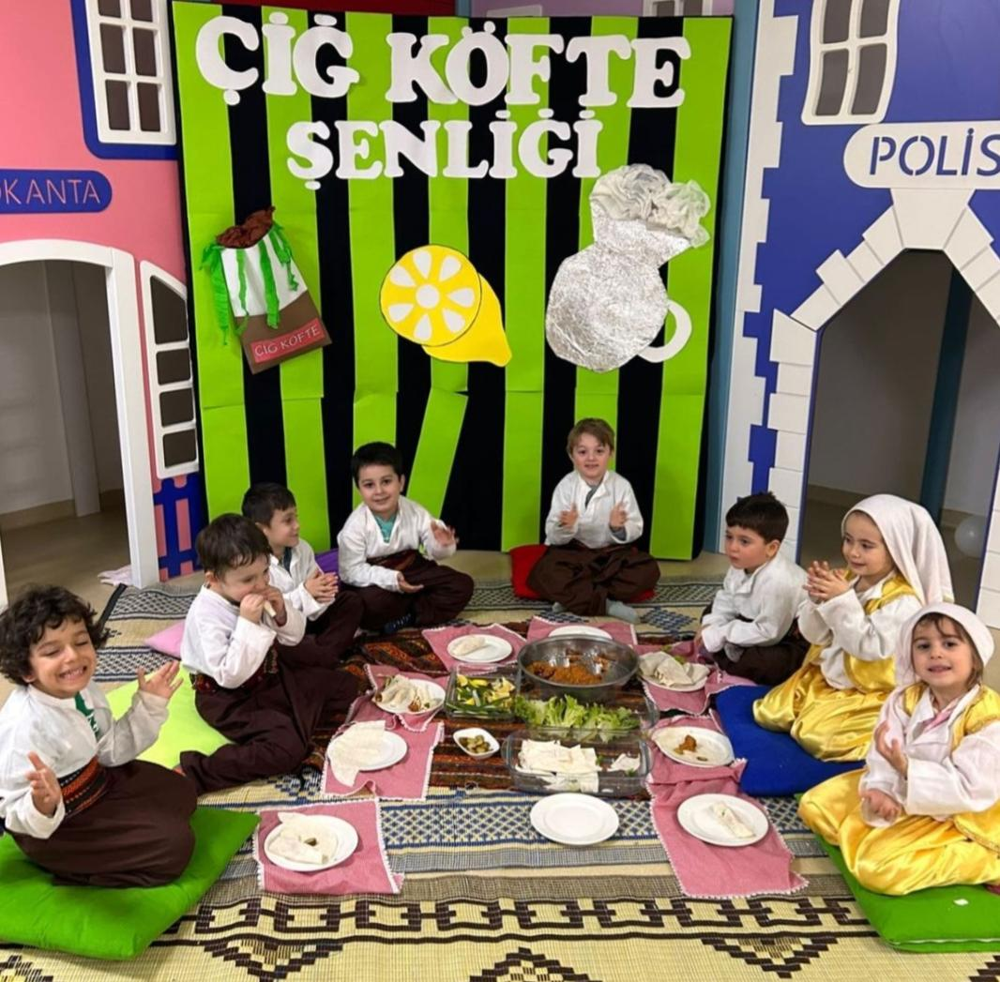 ÇİĞ KÖFTE
ŞENLİĞİ
OKANTA
POLİS
ÇİĞ KÖFTE